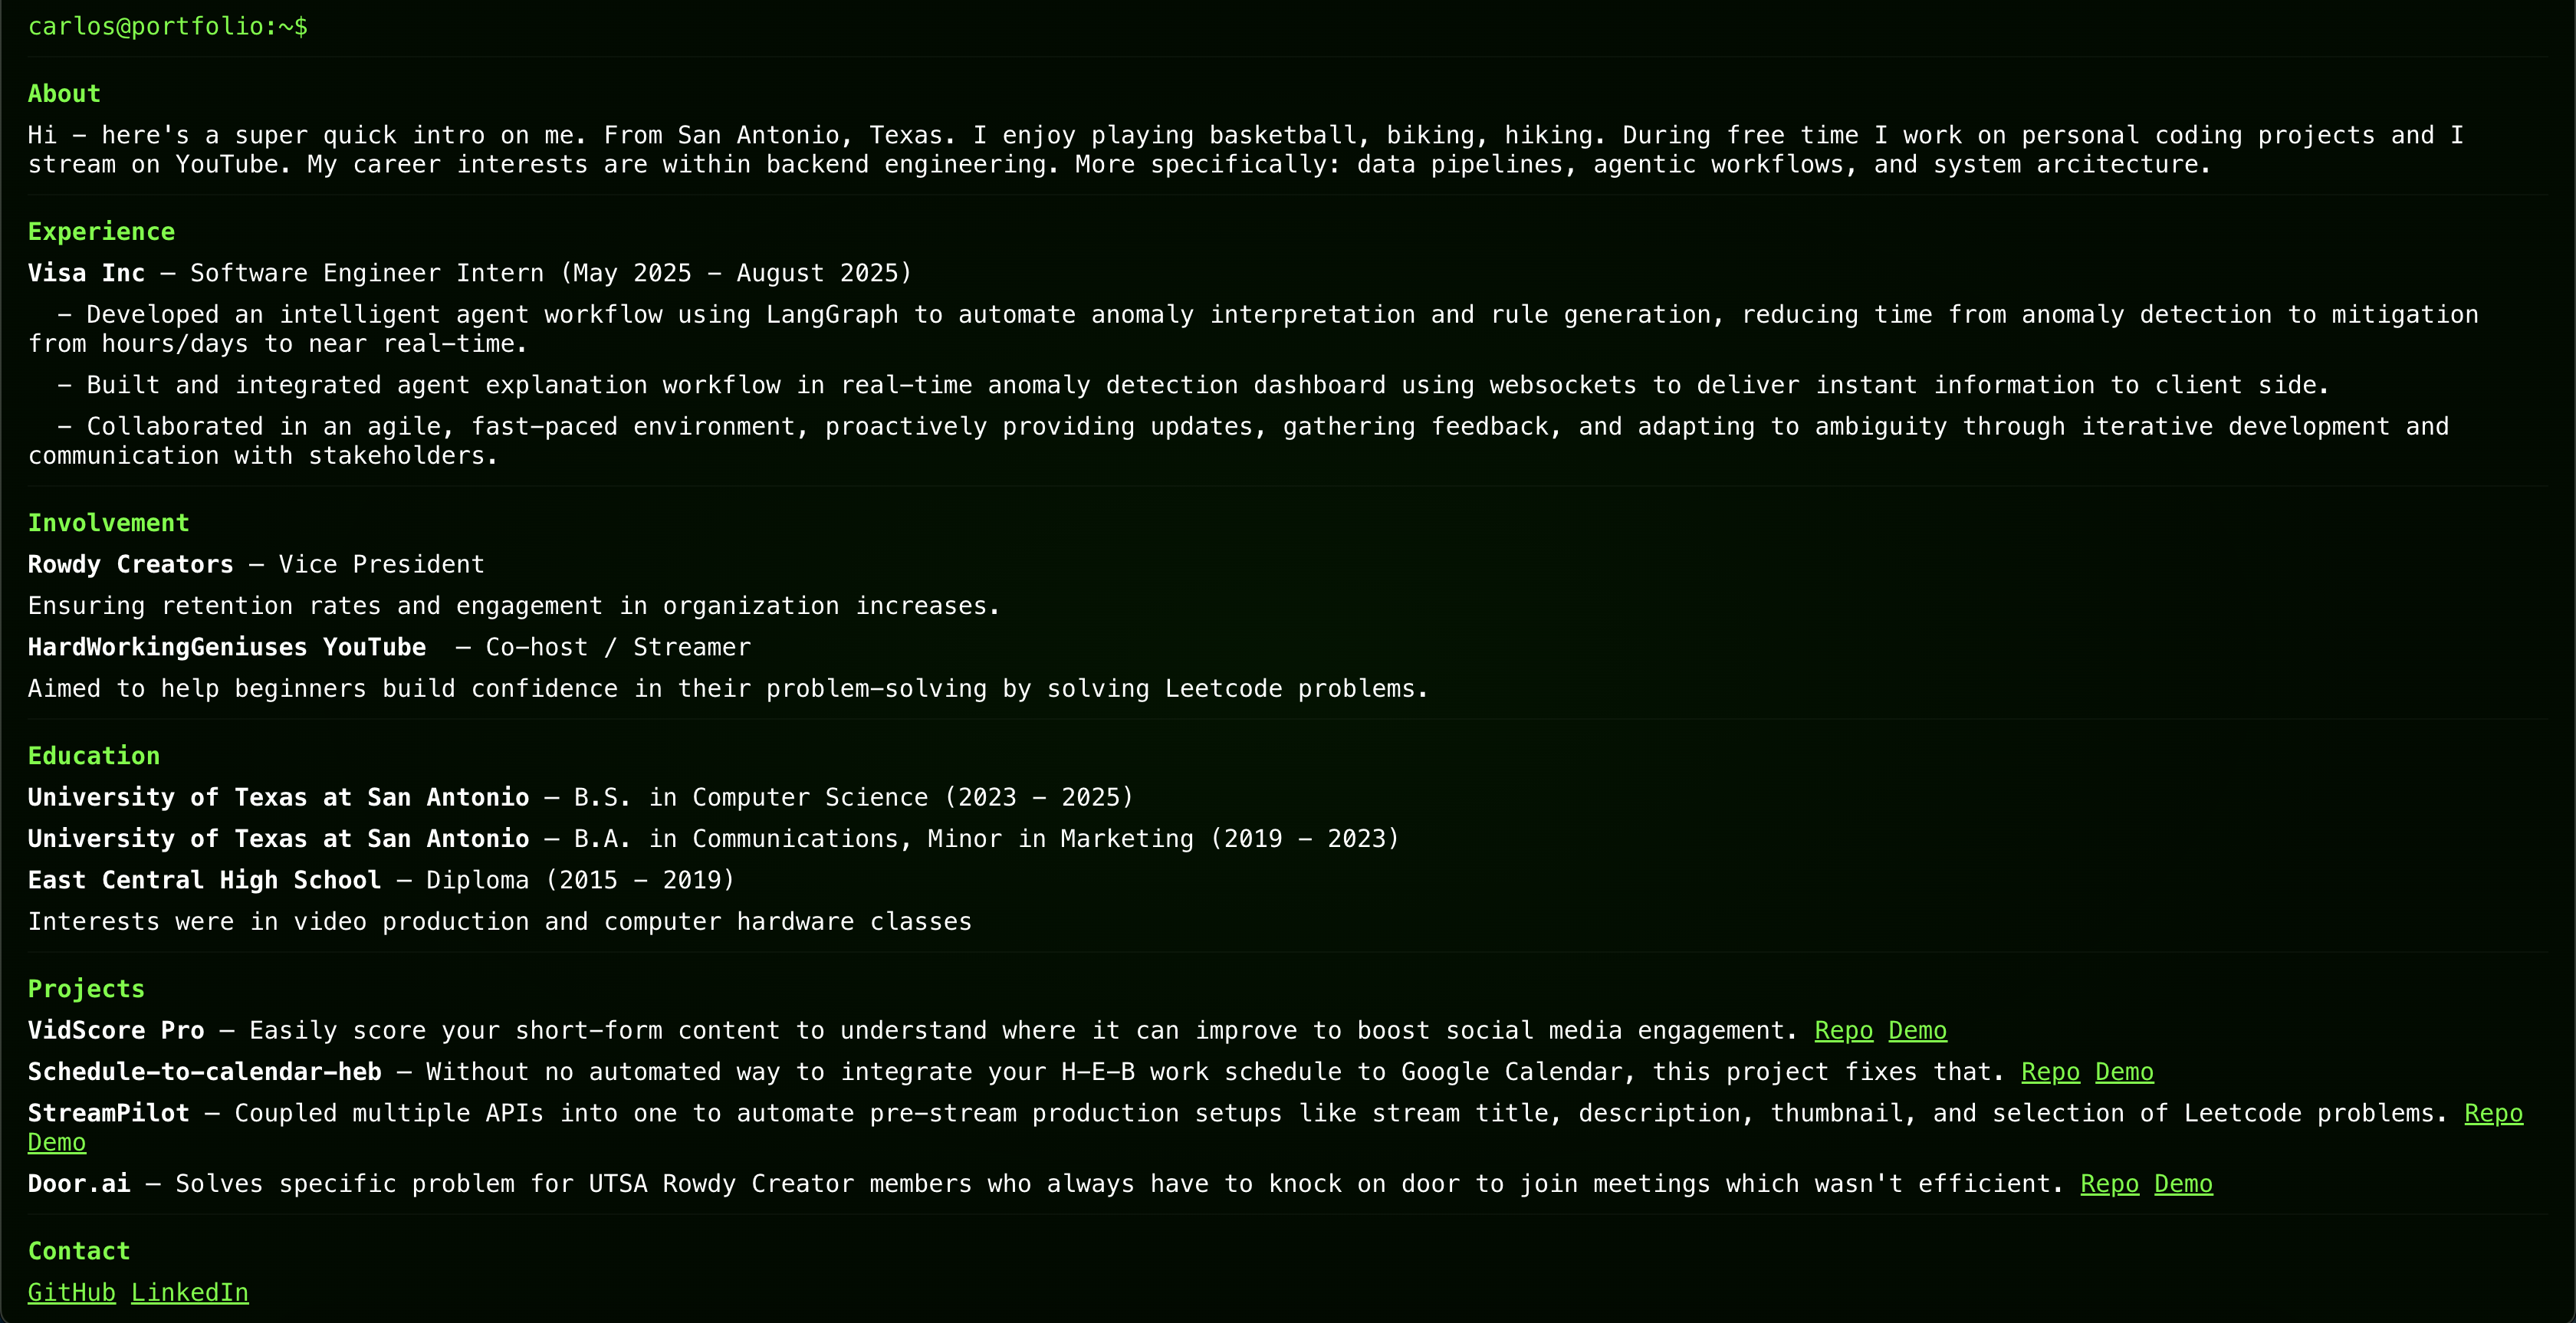 carlos@portfolio:~$
About
Hi – here's a super quick intro on me. From San Antonio, Texas. I enjoy playing basketball, biking, hiking. During free time I work on personal coding projects and I
stream on YouTube. My career interests are within backend engineering. More specifically: data pipelines, agentic workflows, and system arcitecture.
Experience
Visa Inc — Software Engineer Intern (May 2025 – August 2025)
– Developed an intelligent agent workflow using LangGraph to automate anomaly interpretation and rule generation, reducing time from anomaly detection to mitigation
from hours/days to near real-time.
– Built and integrated agent explanation workflow in real-time anomaly detection dashboard using websockets to deliver instant information to client side.
– Collaborated in an agile, fast-paced environment, proactively providing updates, gathering feedback, and adapting to ambiguity through iterative development and
communication with stakeholders.
Involvement
Rowdy Creators — Vice President
Ensuring retention rates and engagement in organization increases.
HardWorkingGeniuses YouTube — Co-host / Streamer
Aimed to help beginners build confidence in their problem-solving by solving Leetcode problems.
Education
University of Texas at San Antonio — B.S. in Computer Science (2023 – 2025)
University of Texas at San Antonio — B.A. in Communications, Minor in Marketing (2019 – 2023)
East Central High School — Diploma (2015 – 2019)
Interests were in video production and computer hardware classes
Projects
VidScore Pro — Easily score your short-form content to understand where it can improve to boost social media engagement. Repo Demo
Schedule-to-calendar-heb — Without no automated way to integrate your H-E-B work schedule to Google Calendar, this project fixes that. Repo Demo
StreamPilot — Coupled multiple APIs into one to automate pre-stream production setups like stream title, description, thumbnail, and selection of Leetcode problems. Repo
Demo
Door.ai — Solves specific problem for UTSA Rowdy Creator members who always have to knock on door to join meetings which wasn't efficient. Repo Demo
Contact
GitHub LinkedIn